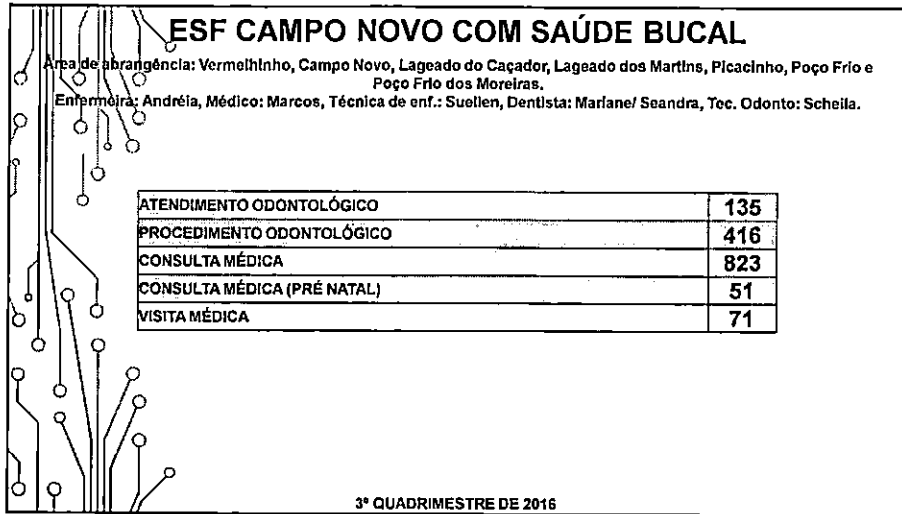 ESF CAMPO NOVO COM SAÚDE BUCAL
Área de abrangência: Vermelhinho, Campo Novo, Lageado do Caçador, Lageado dos Martins, Picacinho, Poço Frio e
Poço Frio dos Moreiras.
Enfermeira: Andréia, Médico: Marcos, Técnica de enf.: Suellen, Dentista: Mariane/ Seandra, Tec. Odonto: Scheila.
ATENDIMENTO ODONTOLÓGICO 135
PROCEDIMENTO ODONTOLÓGICO 416
CONSULTA MÉDICA 823
CONSULTA MÉDICA (PRÉ NATAL) 51
VISITA MÉDICA 71
3º QUADRIMESTRE DE 2016